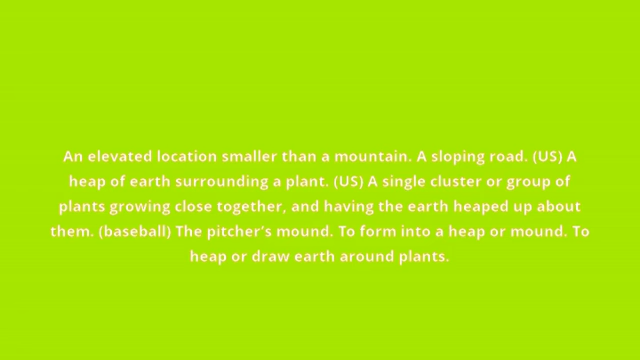 An elevated location smaller than a mountain. A sloping road. (US) A
heap of earth surrounding a plant. (US) A single cluster or group of
plants growing close together, and having the earth heaped up about
them. (baseball) The pitcher's mound. To form into a heap or mound. To
heap or draw earth around plants.